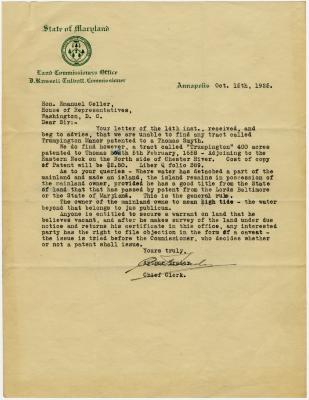 State of Maryland
Land Commissioners Office
D. Russell Talbott, Commissioner
Annapolis Oct. 15th, 1935.
Hon. Emanuel Celler,
House of Representatives,
Washington, D. C.
Dear Sir:-
Your letter of the 14th inst., received, and
beg to advise, that we are unable to find any tract called
Trumpington Manor patented to a Thomas Smyth.
We do find however, a tract called "Trumpington" 400 acres
patented to Thomas South 5th February, 1658 - Adjoining to the
Eastern Neck on the North side of Chester River. Cost of copy
of Patent will be $2.50. Liber Q folio 269.
As to your queries - Where water has detached a part of the
mainland and made an island, the island remains in possession of
the mainland owner, provided he has a good title from the State
of land that that has passed by patent from the Lords Baltimore
or the State of Maryland. This is the general rule.
The owner of the mainland owns to mean high tide - the water
beyond that belongs to jus publicum.
Anyone is entitled to secure a warrant on land that he
believes vacant, and after he makes survey of the land under due
notice and returns his certificate in this office, any interested
party has the right to file objection in the form of a caveat -
the issue is tried before the Commissioner, who decides whether
or not a patent shall issue.
Yours truly,
Chief Clerk.